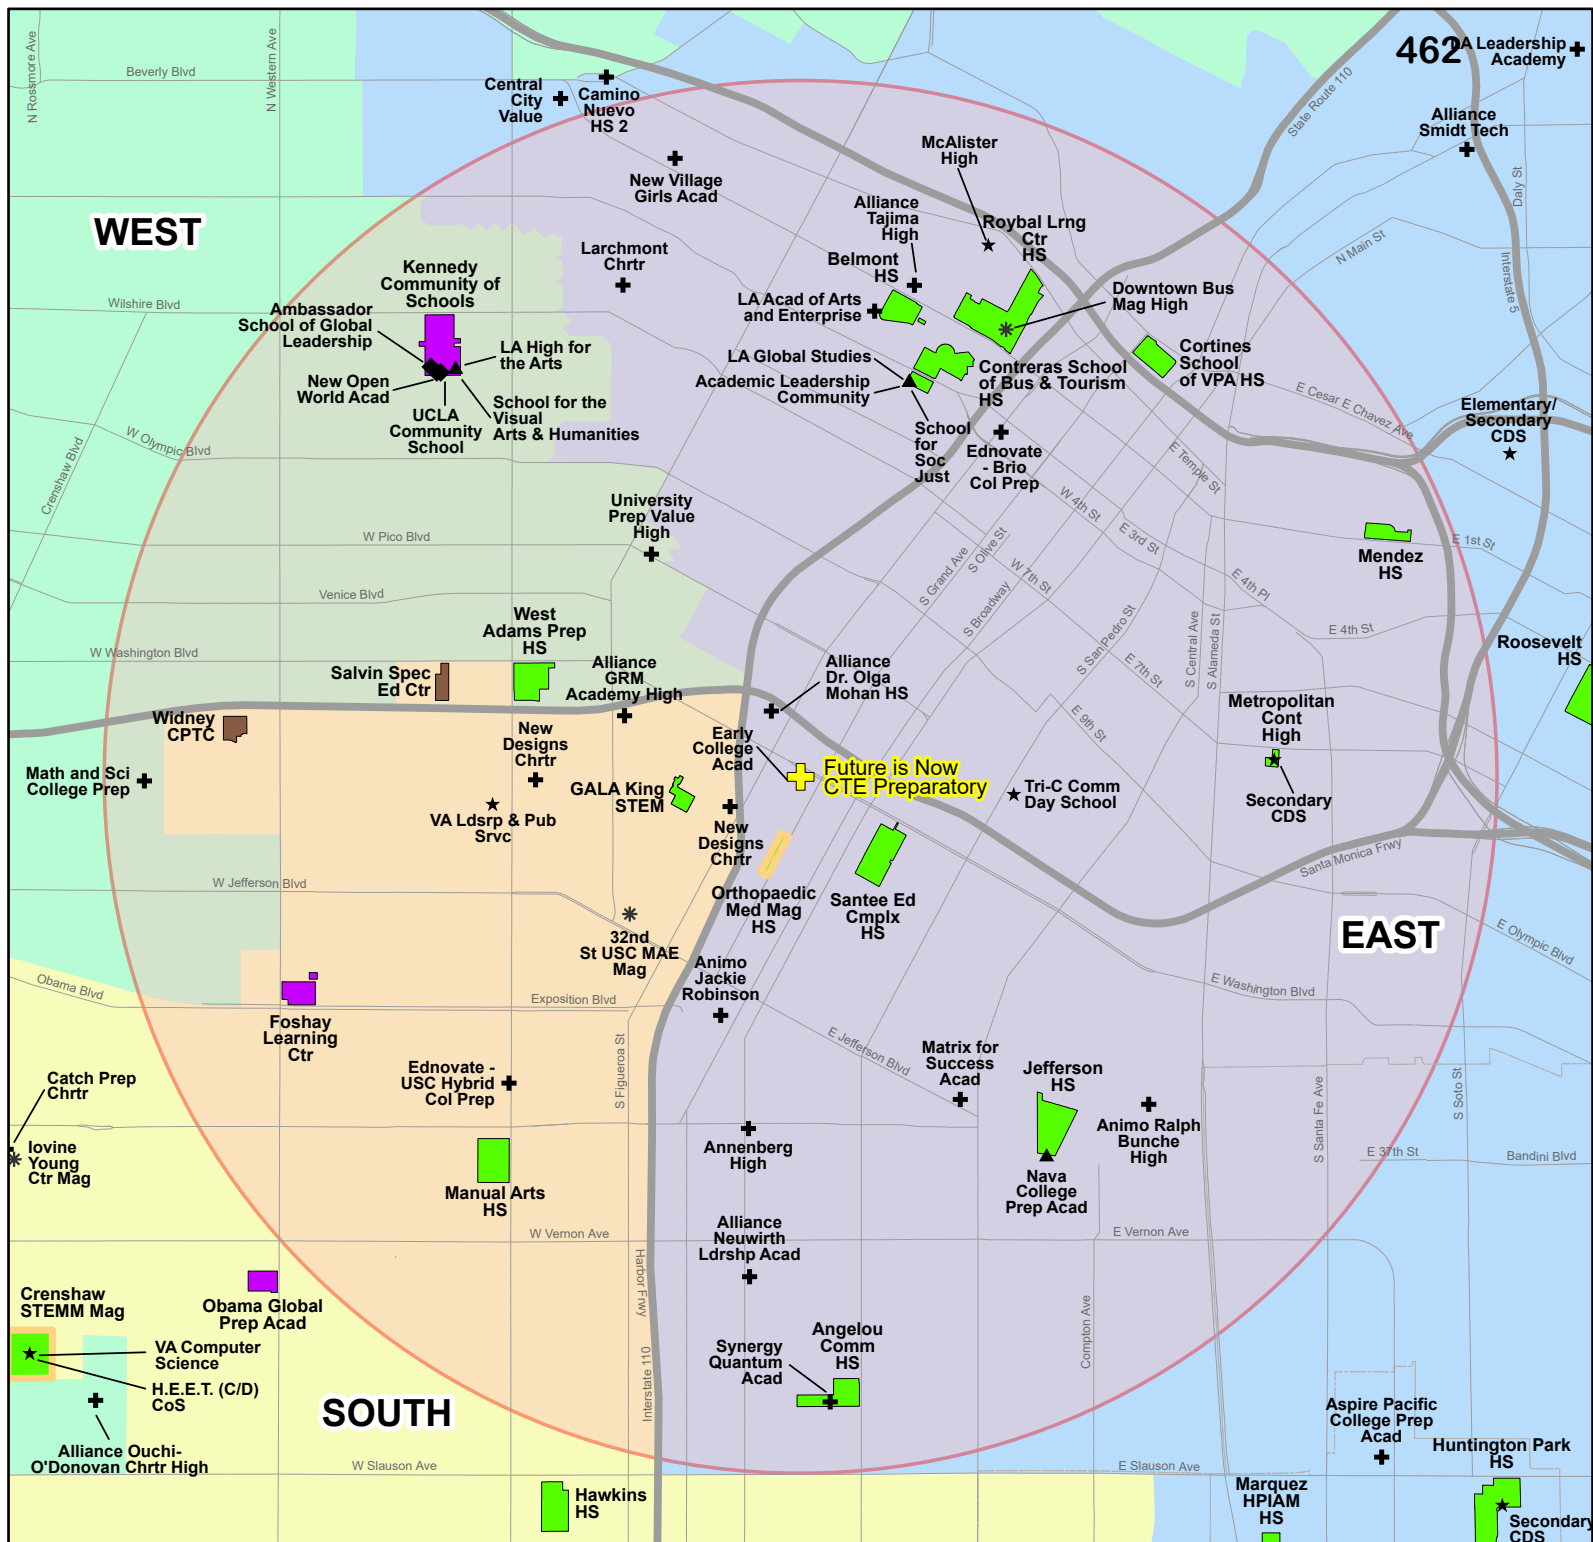 462
LA Leadership
Academy
N Rossmore Ave
Beverly Blvd
N Western Ave
Central
City
Value
Camino
Nuevo
HS 2
State Route 110
Alliance
Smidt Tech
McAlister
High
New Village
Girls Acad
Daly St
WEST
Alliance
Tajima
High
Roybal Lrng
Ctr
HS
N Main St
Larchmont
Chrtr
Belmont
HS
Kennedy
Community of
Schools
Interstate 5
Downtown Bus
Mag High
Wilshire Blvd
Ambassador
School of Global
Leadership
LA Acad of Arts
and Enterprise
LA High for
the Arts
LA Global Studies
Cortines
School
of VPA HS
New Open
World Acad
Academic Leadership
Community
Contreras School
of Bus & Tourism
HS
E Cesar E Chavez Ave
UCLA
Community
School
School for the
Visual
Arts & Humanities
Elementary/
Secondary
CDS
School
for
Soc
Just
Ednovate
- Brio
Col Prep
W Olympic Blvd
Crenshaw Blvd
E Temple St
University
Prep Value
High
W 4th St
E 3rd St
W Pico Blvd
S Olive St
S Grand Ave
W 7th St
E 1st St
Mendez
HS
E 4th Pl
Venice Blvd
S Broadway
West
Adams Prep
HS
S San Pedro St
S Central Ave
S Alameda St
E 4th St
Roosevelt
HS
W Washington Blvd
Salvin Spec
Ed Ctr
Alliance
GRM
Academy High
Alliance
Dr. Olga
Mohan HS
E 7th St
Widney
CPTC
E 9th St
Metropolitan
Cont
High
New
Designs
Chrtr
Early
College
Acad
Math and Sci
College Prep
GALA King
STEM
Future is Now
CTE Preparatory
Tri-C Comm
Day School
Secondary
CDS
VA Ldsrp & Pub
Srvc
New
Designs
Chrtr
Santa Monica Frwy
W Jefferson Blvd
Orthopaedic
Med Mag
HS
Santee Ed
Cmplx
HS
EAST
E Olympic Blvd
32nd
St USC MAE
Mag
Animo
Jackie
Robinson
Obama Blvd
Exposition Blvd
E Washington Blvd
Foshay
Learning
Ctr
E Jefferson Blvd
Matrix for
Success
Acad
Jefferson
HS
Catch Prep
Chrtr
Ednovate -
USC Hybrid
Col Prep
S Figueroa St
S Santa Fe Ave
S Soto St
Iovine
Young
Ctr Mag
Annenberg
High
Animo Ralph
Bunche
High
E 37th St
Bandini Blvd
Manual Arts
HS
Nava
College
Prep Acad
W Vernon Ave
Alliance
Neuwirth
Ldrshp Acad
E Vernon Ave
Harbor Frwy
Crenshaw
STEMM Mag
Obama Global
Prep Acad
VA Computer
Science
Compton Ave
Synergy
Quantum
Acad
Angelou
Comm
HS
H.E.E.T. (C/D)
CoS
Interstate 110
SOUTH
Aspire Pacific
College Prep
Acad
Alliance Ouchi-
O'Donovan Chrtr High
W Slauson Ave
E Slauson Ave
Huntington Park
HS
Hawkins
HS
Marquez
HPIAM
HS
Secondary
CDS